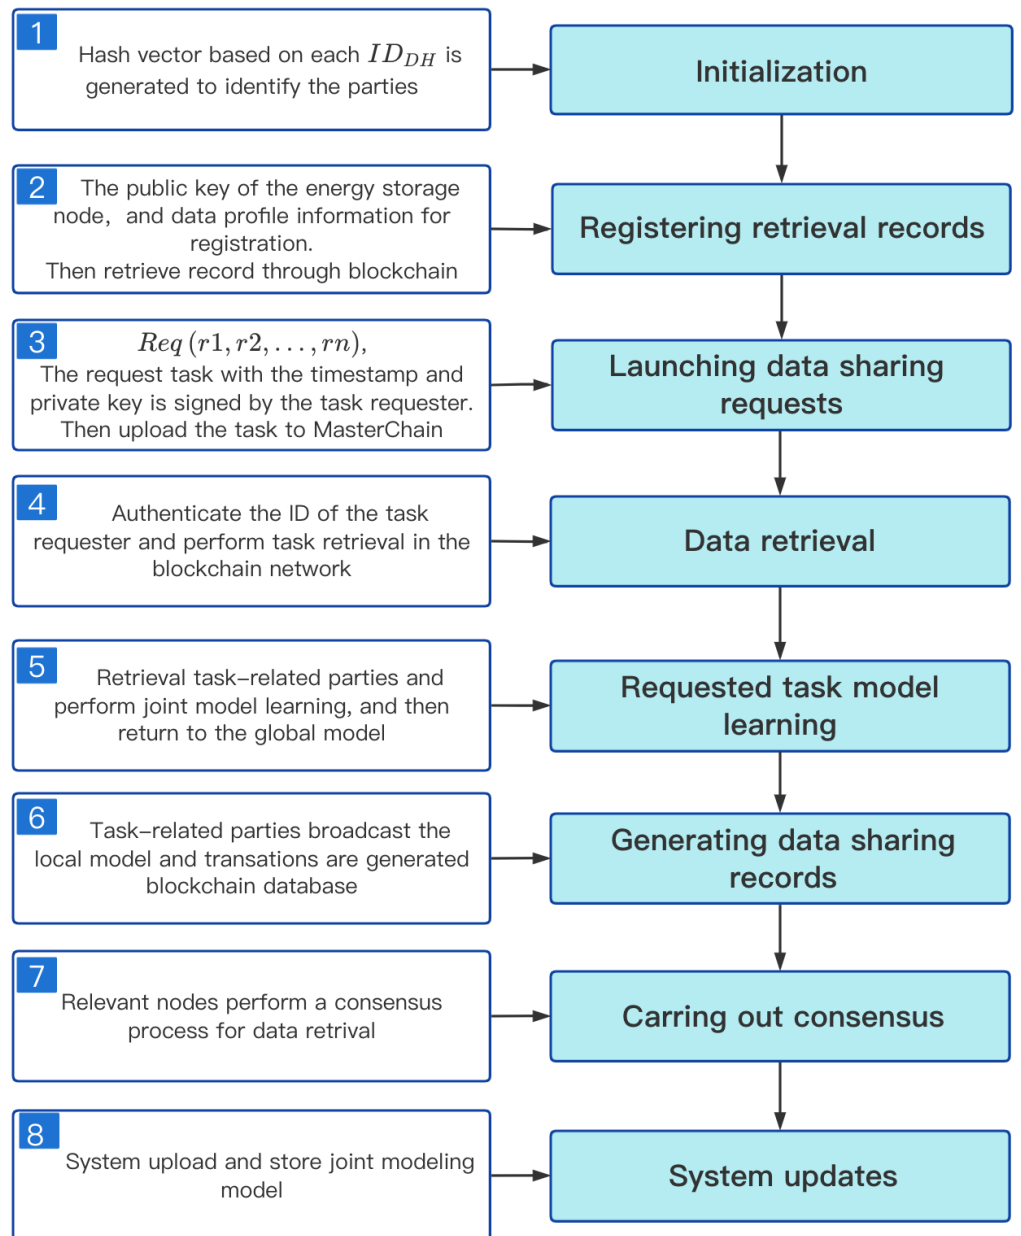 1
Hash vector based on each ID_{DH} is
generated to identify the parties
Initialization
2
The public key of the energy storage
node, and data profile information for
registration.
Then retrieve record through blockchain
Registering retrieval records
3
Req (r1, r2, ..., rn),
The request task with the timestamp and
private key is signed by the task requester.
Then upload the task to MasterChain
Launching data sharing
requests
4
Authenticate the ID of the task
requester and perform task retrieval in the
blockchain network
Data retrieval
5
Retrieval task-related parties and
perform joint model learning, and then
return to the global model
Requested task model
learning
6
Task-related parties broadcast the
local model and transations are generated
blockchain database
Generating data sharing
records
7
Relevant nodes perform a consensus
process for data retrival
Carring out consensus
8
System upload and store joint modeling
model
System updates